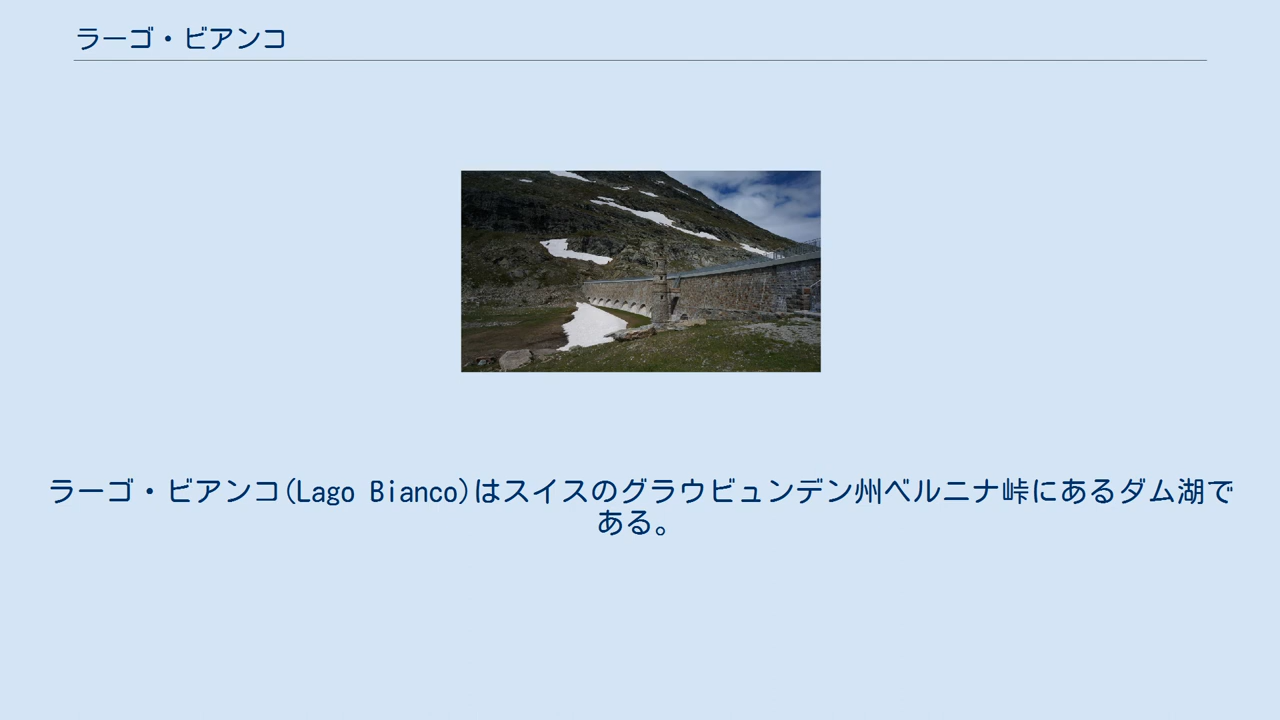 ラーゴ・ビアンコ
ラーゴ・ビアンコ(Lago Bianco)はスイスのグラウビュンデン州ベルニナ峠にあるダム湖で
ある。